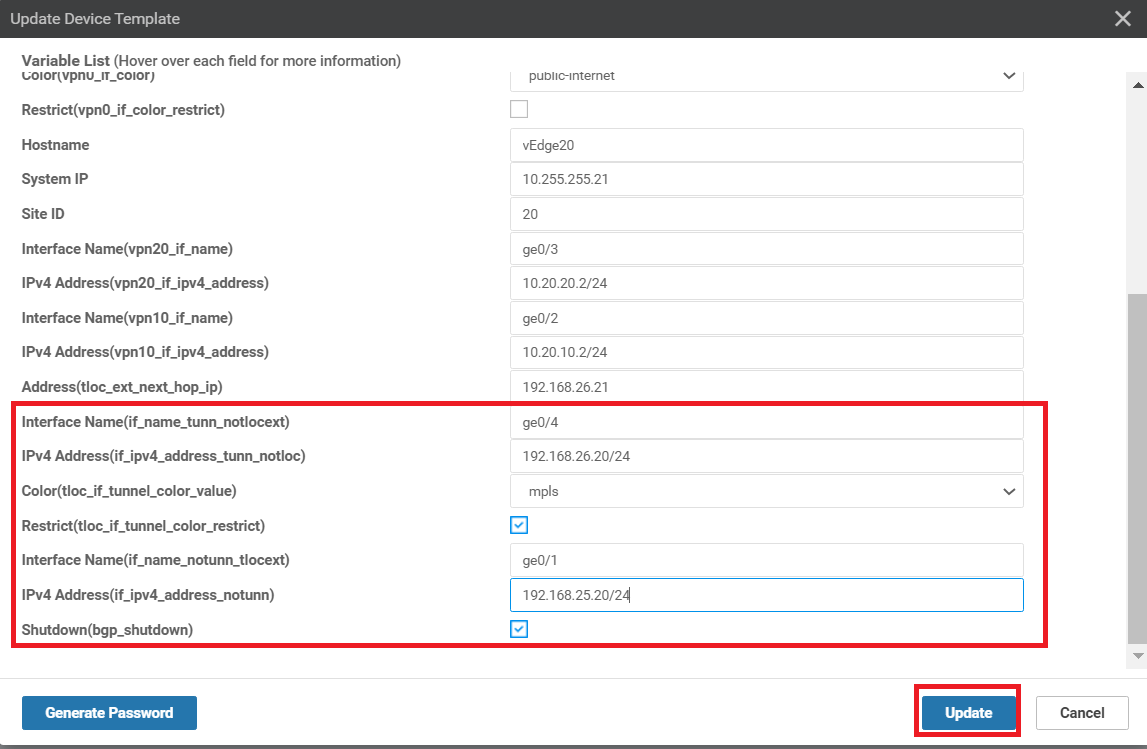 Update Device Template
Variable List (Hover over each field for more information)
Color(vpn0_if_color) public-internet
Restrict(vpn0_if_color_restrict)
Hostname vEdge20
System IP 10.255.255.21
Site ID 20
Interface Name(vpn20_if_name) ge0/3
IPv4 Address(vpn20_if_ipv4_address) 10.20.20.2/24
Interface Name(vpn10_if_name) ge0/2
IPv4 Address(vpn10_if_ipv4_address) 10.20.10.2/24
Address(tloc_ext_next_hop_ip) 192.168.26.21
Interface Name(if_name_tunn_notlocext) ge0/4
IPv4 Address(if_ipv4_address_tunn_notloc) 192.168.26.20/24
Color(tloc_if_tunnel_color_value) mpls
Restrict(tloc_if_tunnel_color_restrict)
Interface Name(if_name_notunn_tlocext) ge0/1
IPv4 Address(if_ipv4_address_notunn) 192.168.25.20/24
Shutdown(bgp_shutdown)
Generate Password Update Cancel